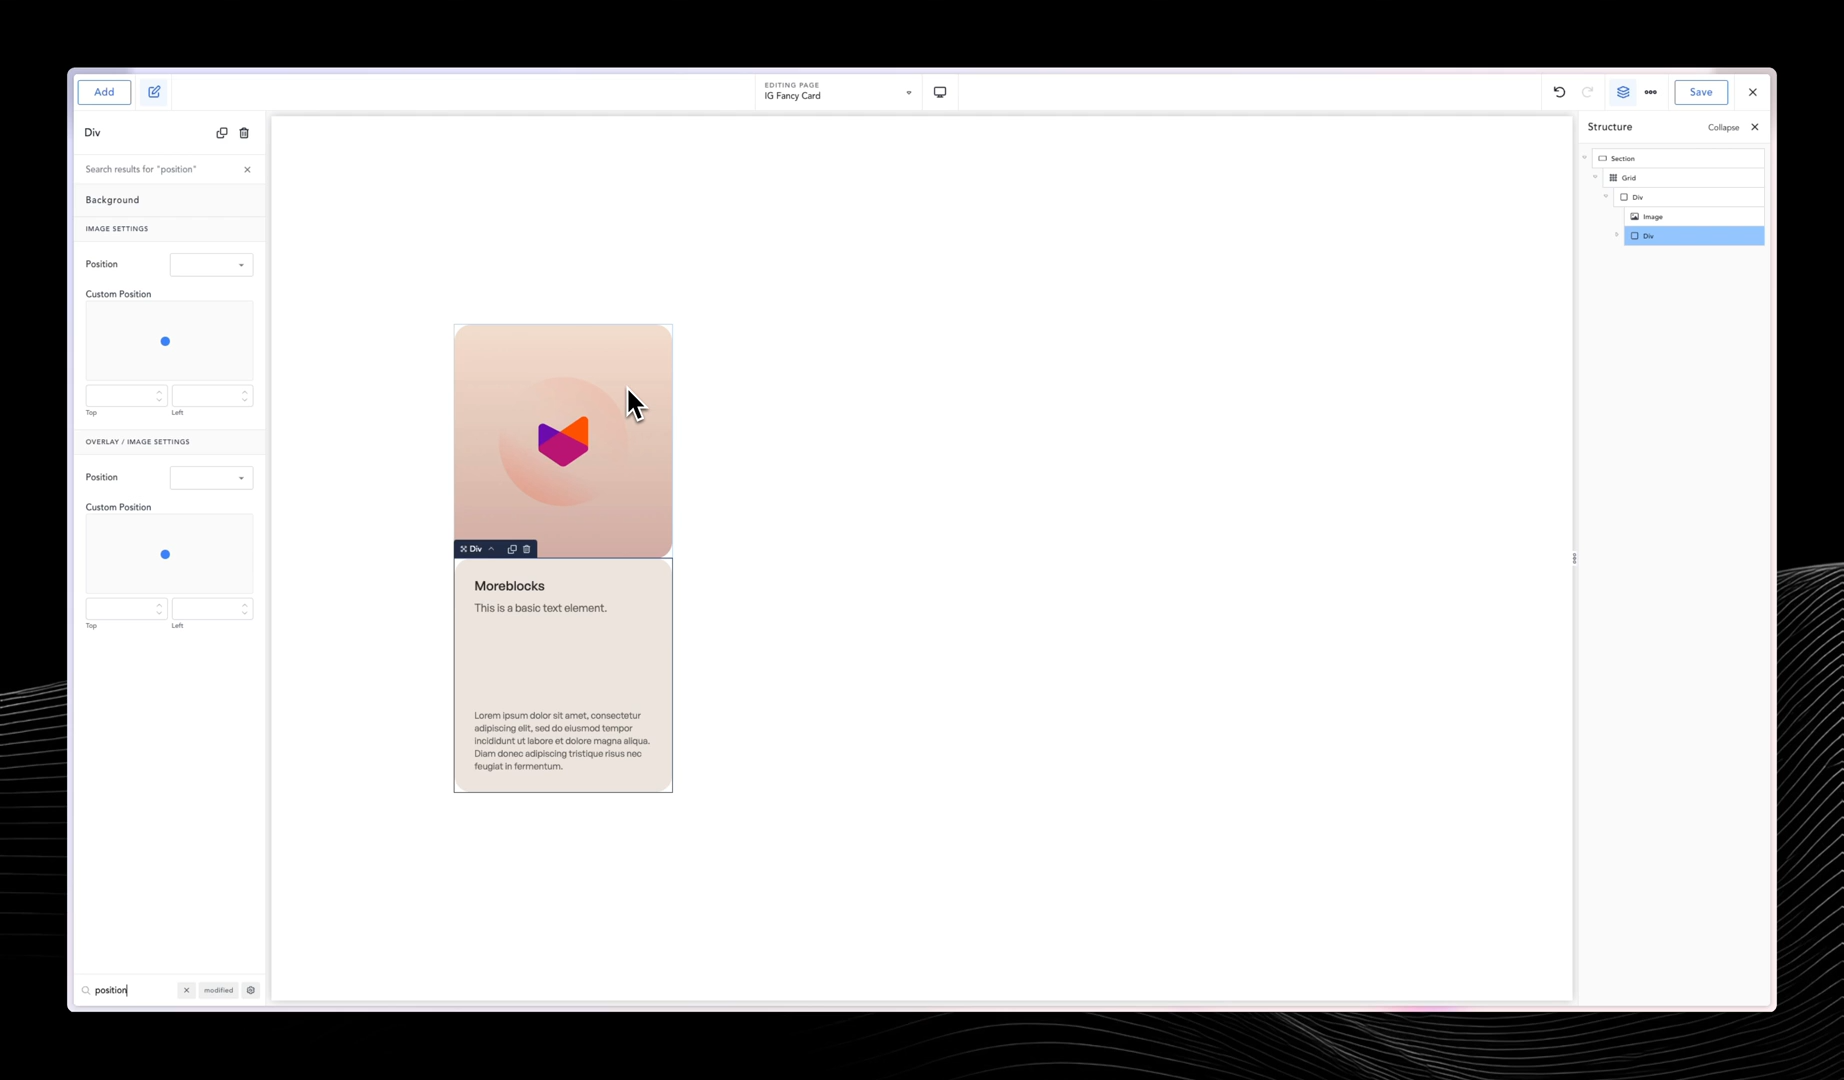 Add
EDITING PAGE
IG Fancy Card
Save
Div
Search results for "position"
Background
IMAGE SETTINGS
Position
Custom Position
Top
Left
OVERLAY / IMAGE SETTINGS
Position
Custom Position
Top
Left
position
modified
Div
Moreblocks
This is a basic text element.
Lorem ipsum dolor sit amet, consectetur
adipiscing elit, sed do eiusmod tempor
incididunt ut labore et dolore magna aliqua.
Diam donec adipiscing tristique risus nec
feugiat in fermentum.
Structure
Collapse
Section
Grid
Div
Image
Div